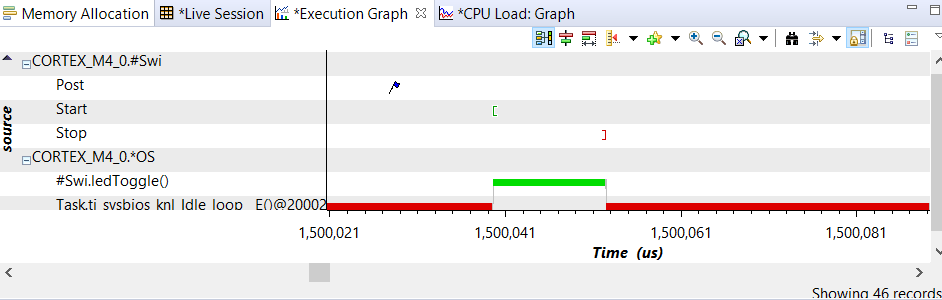 Memory Allocation *Live Session *Execution Graph *CPU Load: Graph
CORTEX_M4_0.#Swi
Post
Start
Stop
CORTEX_M4_0.*OS
#Swi.ledToggle()
Task.ti_sysbios_knl_Idle_loop__E()@20002
source
1,500,021 1,500,041 1,500,061 1,500,081
Time (us)
Showing 46 records